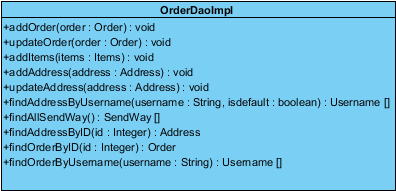 OrderDaoImpl
+addOrder(order : Order) : void
+updateOrder(order : Order) : void
+addItems(items : Items) : void
+addAddress(address : Address) : void
+updateAddress(address : Address) : void
+findAddressByUsername(username : String, isdefault : boolean) : Username []
+findAllSendWay() : SendWay []
+findAddressByID(id : Integer) : Address
+findOrderByID(id : Integer) : Order
+findOrderByUsername(username : String) : Username []